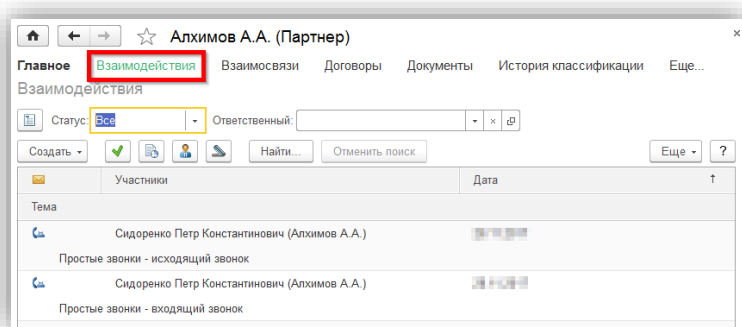 Алхимов А.А. (Партнер)
Главное Взаимодействия Взаимосвязи Договоры Документы История классификации Еще...
Взаимодействия
Статус: Все Ответственный:
Создать Найти... Отменить поиск Еще ?
Участники Дата
Тема
Сидоренко Петр Константинович (Алхимов А.А.)
Простые звонки - исходящий звонок
Сидоренко Петр Константинович (Алхимов А.А.)
Простые звонки - входящий звонок